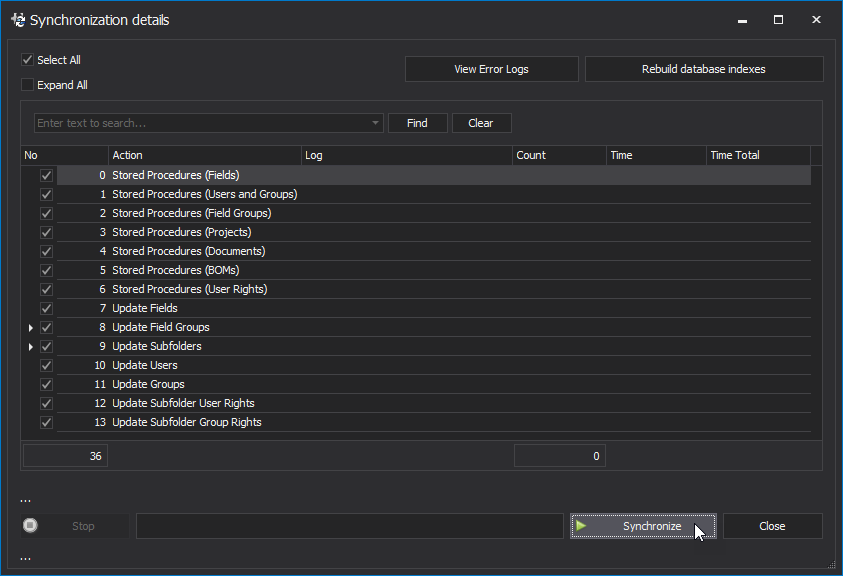 Synchronization details
Select All
Expand All
View Error Logs
Rebuild database indexes
Enter text to search...
Find
Clear
No Action Log Count Time Time Total
0 Stored Procedures (Fields)
1 Stored Procedures (Users and Groups)
2 Stored Procedures (Field Groups)
3 Stored Procedures (Projects)
4 Stored Procedures (Documents)
5 Stored Procedures (BOMs)
6 Stored Procedures (User Rights)
7 Update Fields
8 Update Field Groups
9 Update Subfolders
10 Update Users
11 Update Groups
12 Update Subfolder User Rights
13 Update Subfolder Group Rights
36 0
...
Stop
Synchronize
Close
...